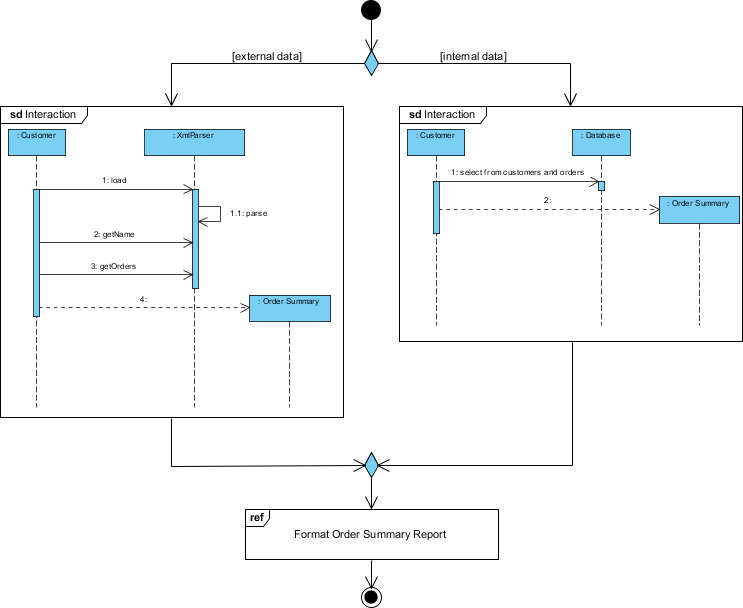 [external data]
[internal data]
sd Interaction
: Customer
: XmlParser
1: load
1.1: parse
2: getName
3: getOrders
4:
: Order Summary
sd Interaction
: Customer
: Database
1: select from customers and orders
2:
: Order Summary
ref
Format Order Summary Report